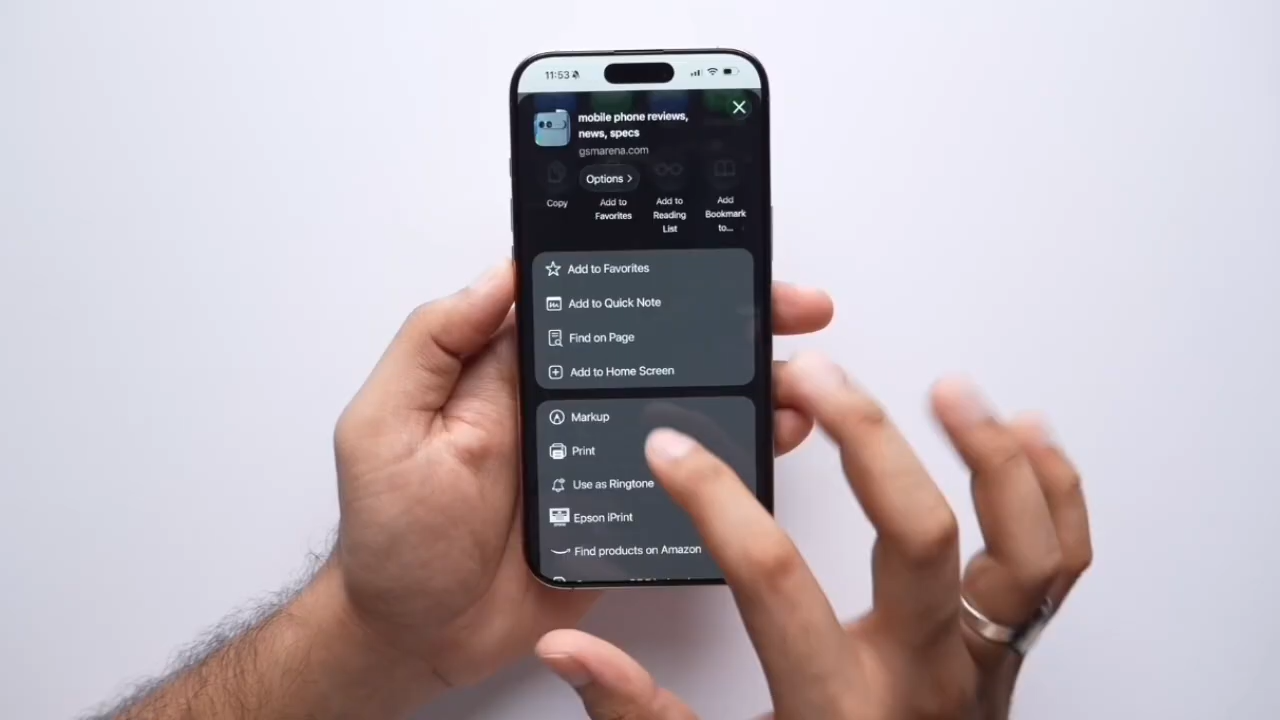 11:53
mobile phone reviews,
news, specs
gsmarena.com
Options >
Copy
Add to
Favorites
Add to
Reading
List
Add
Bookmark
to...
Add to Favorites
Add to Quick Note
Find on Page
Add to Home Screen
Markup
Print
Use as Ringtone
Epson iPrint
Find products on Amazon